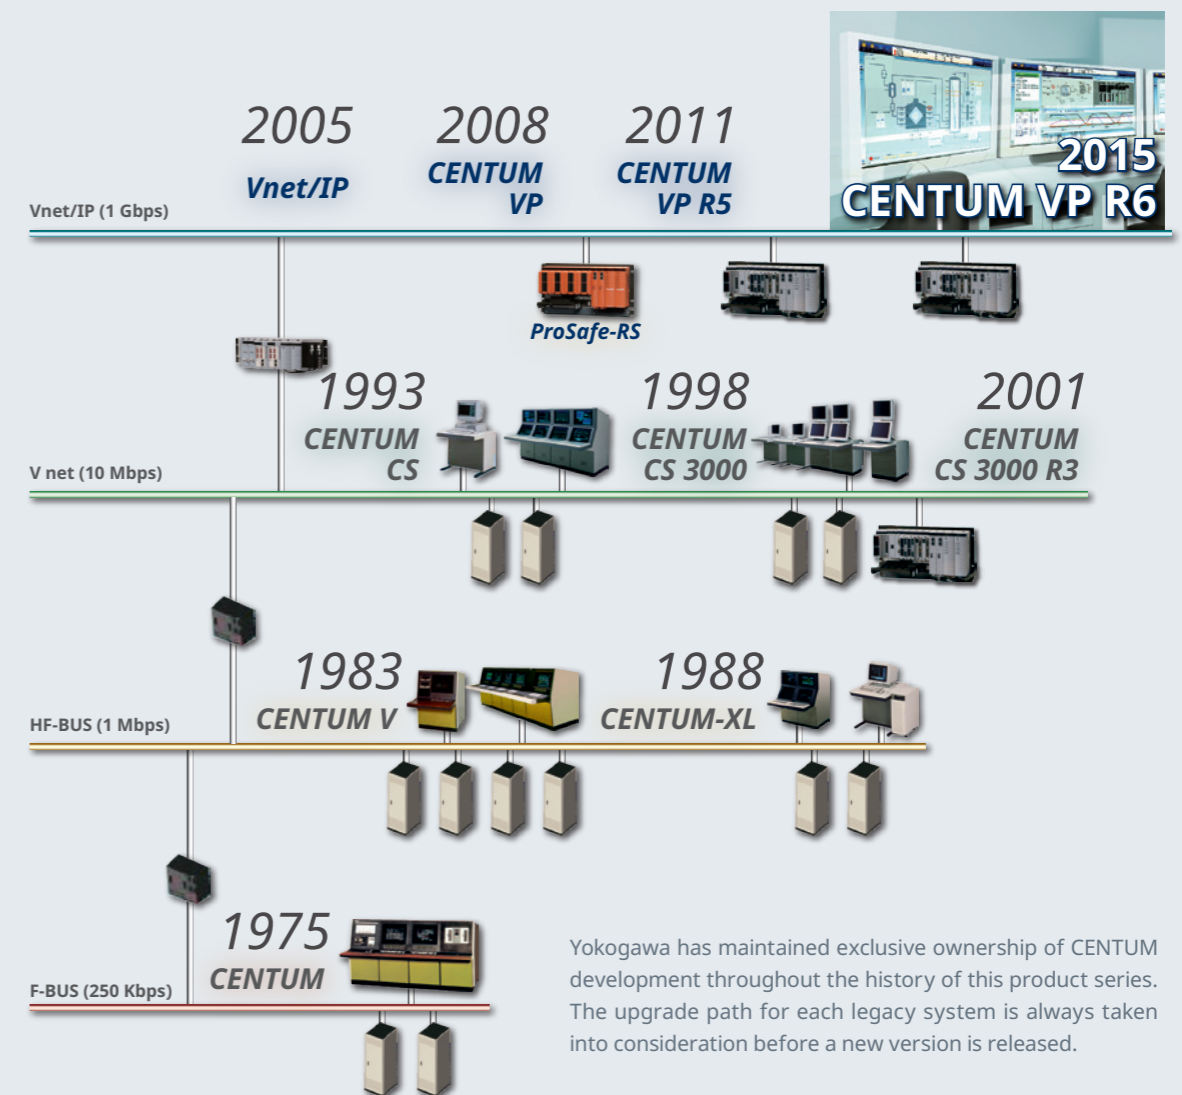 2005
Vnet/IP
2008
CENTUM
VP
2011
CENTUM
VP R5
2015
CENTUM VP R6
Vnet/IP (1 Gbps)
ProSafe-RS
1993
CENTUM
CS
1998
CENTUM
CS 3000
2001
CENTUM
CS 3000 R3
V net (10 Mbps)
1983
CENTUM V
1988
CENTUM-XL
HF-BUS (1 Mbps)
1975
CENTUM
F-BUS (250 Kbps)
Yokogawa has maintained exclusive ownership of CENTUM
development throughout the history of this product series.
The upgrade path for each legacy system is always taken
into consideration before a new version is released.